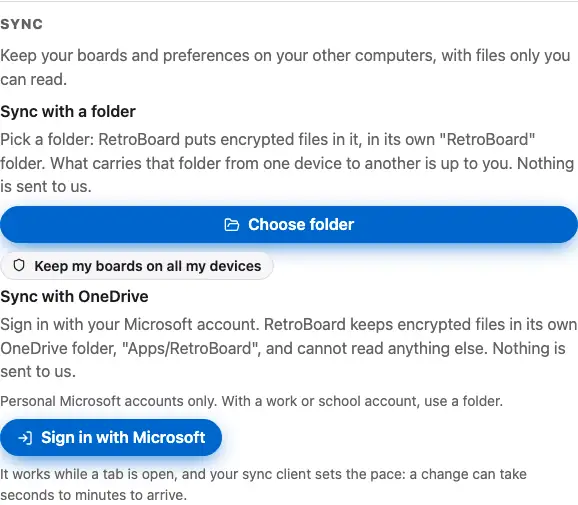 SYNC
Keep your boards and preferences on your other computers, with files only you
can read.
Sync with a folder
Pick a folder: RetroBoard puts encrypted files in it, in its own "RetroBoard"
folder. What carries that folder from one device to another is up to you. Nothing
is sent to us.
Choose folder
Keep my boards on all my devices
Sync with OneDrive
Sign in with your Microsoft account. RetroBoard keeps encrypted files in its own
OneDrive folder, "Apps/RetroBoard", and cannot read anything else. Nothing is
sent to us.
Personal Microsoft accounts only. With a work or school account, use a folder.
Sign in with Microsoft
It works while a tab is open, and your sync client sets the pace: a change can take
seconds to minutes to arrive.